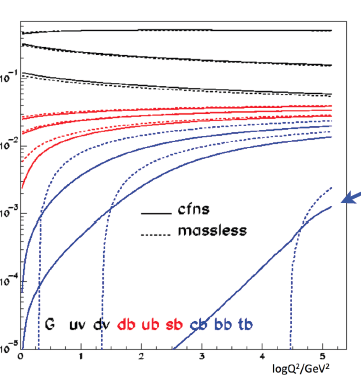 10⁻¹
10⁻²
10⁻³
cfns
massless
10⁻⁴
G uv dv db ub sb cb bb tb
10⁻⁵
0 1 2 3 4 5
logQ²/GeV²